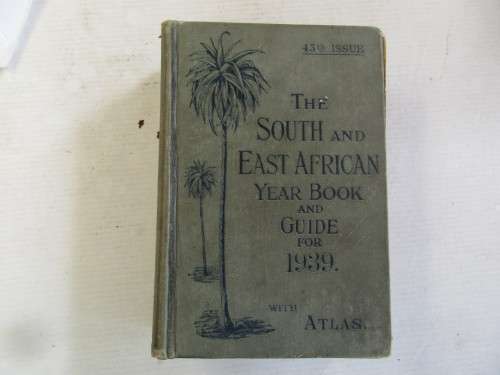 45th ISSUE
THE
SOUTH AND
EAST AFRICAN
YEAR BOOK
AND
GUIDE
FOR
1939.
WITH
ATLAS.